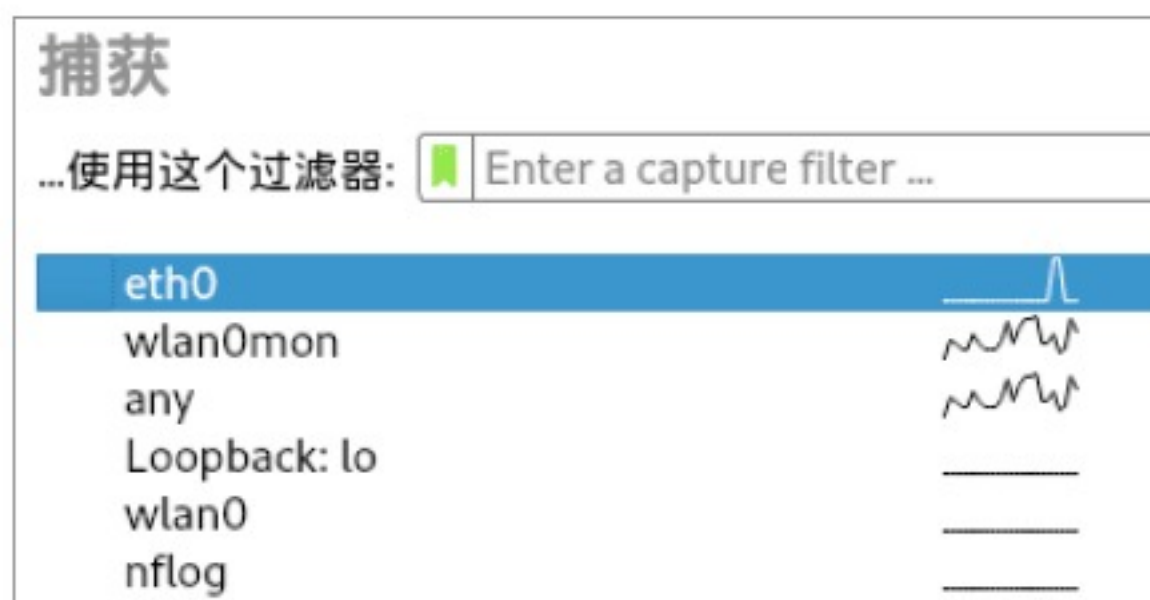 捕获
...使用这个过滤器: Enter a capture filter ...
eth0
wlan0mon
any
Loopback: lo
wlan0
nflog